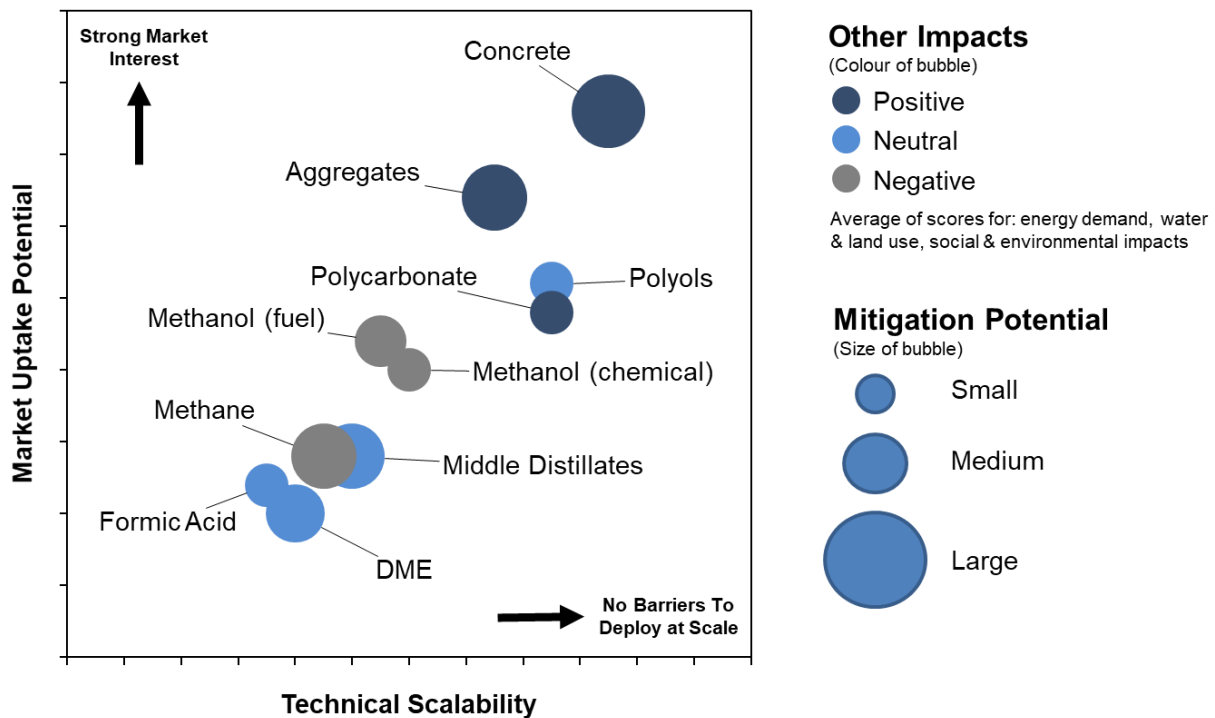 Strong Market
Interest
Concrete
Aggregates
Polycarbonate
Polyols
Methanol (fuel)
Methanol (chemical)
Methane
Middle Distillates
Formic Acid
DME
No Barriers To
Deploy at Scale
Market Uptake Potential
Technical Scalability
Other Impacts
(Colour of bubble)
Positive
Neutral
Negative
Average of scores for: energy demand, water
& land use, social & environmental impacts
Mitigation Potential
(Size of bubble)
Small
Medium
Large